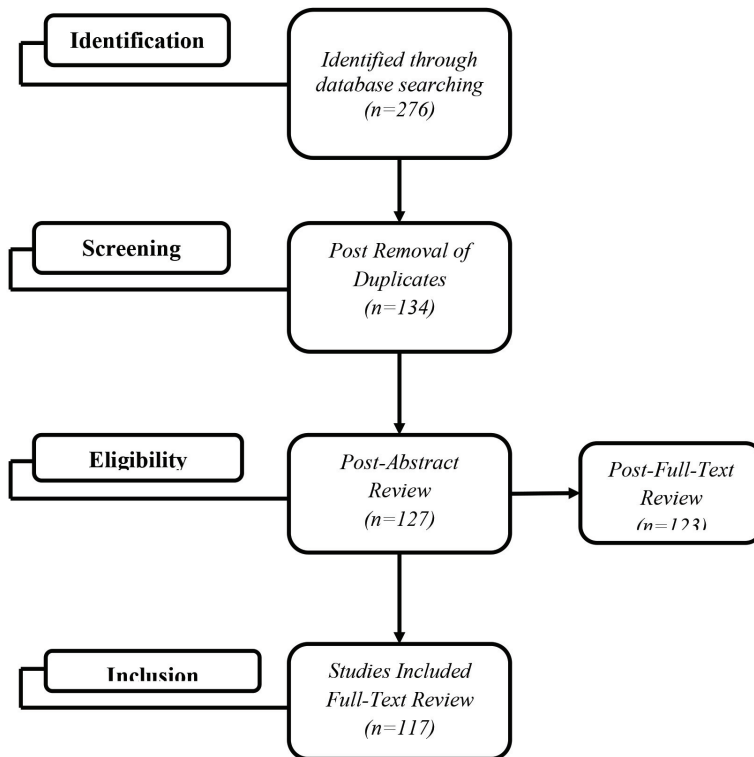 Identification
Identified through
database searching
(n=276)
Screening
Post Removal of
Duplicates
(n=134)
Eligibility
Post-Abstract
Review
(n=127)
Post-Full-Text
Review
(n=123)
Inclusion
Studies Included
Full-Text Review
(n=117)